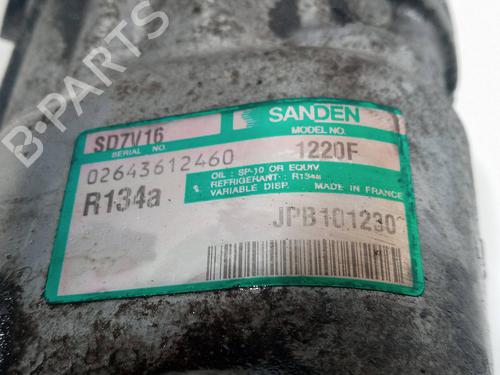 B-PARTS
SANDEN
SD7V16
SERIAL NO.
MODEL NO.
02643612460
1220F
R134a
OIL : SP-10 OR EQUIV
REFRIGERANT : R134a
VARIABLE DISP. MADE IN FRANCE
JPB101230